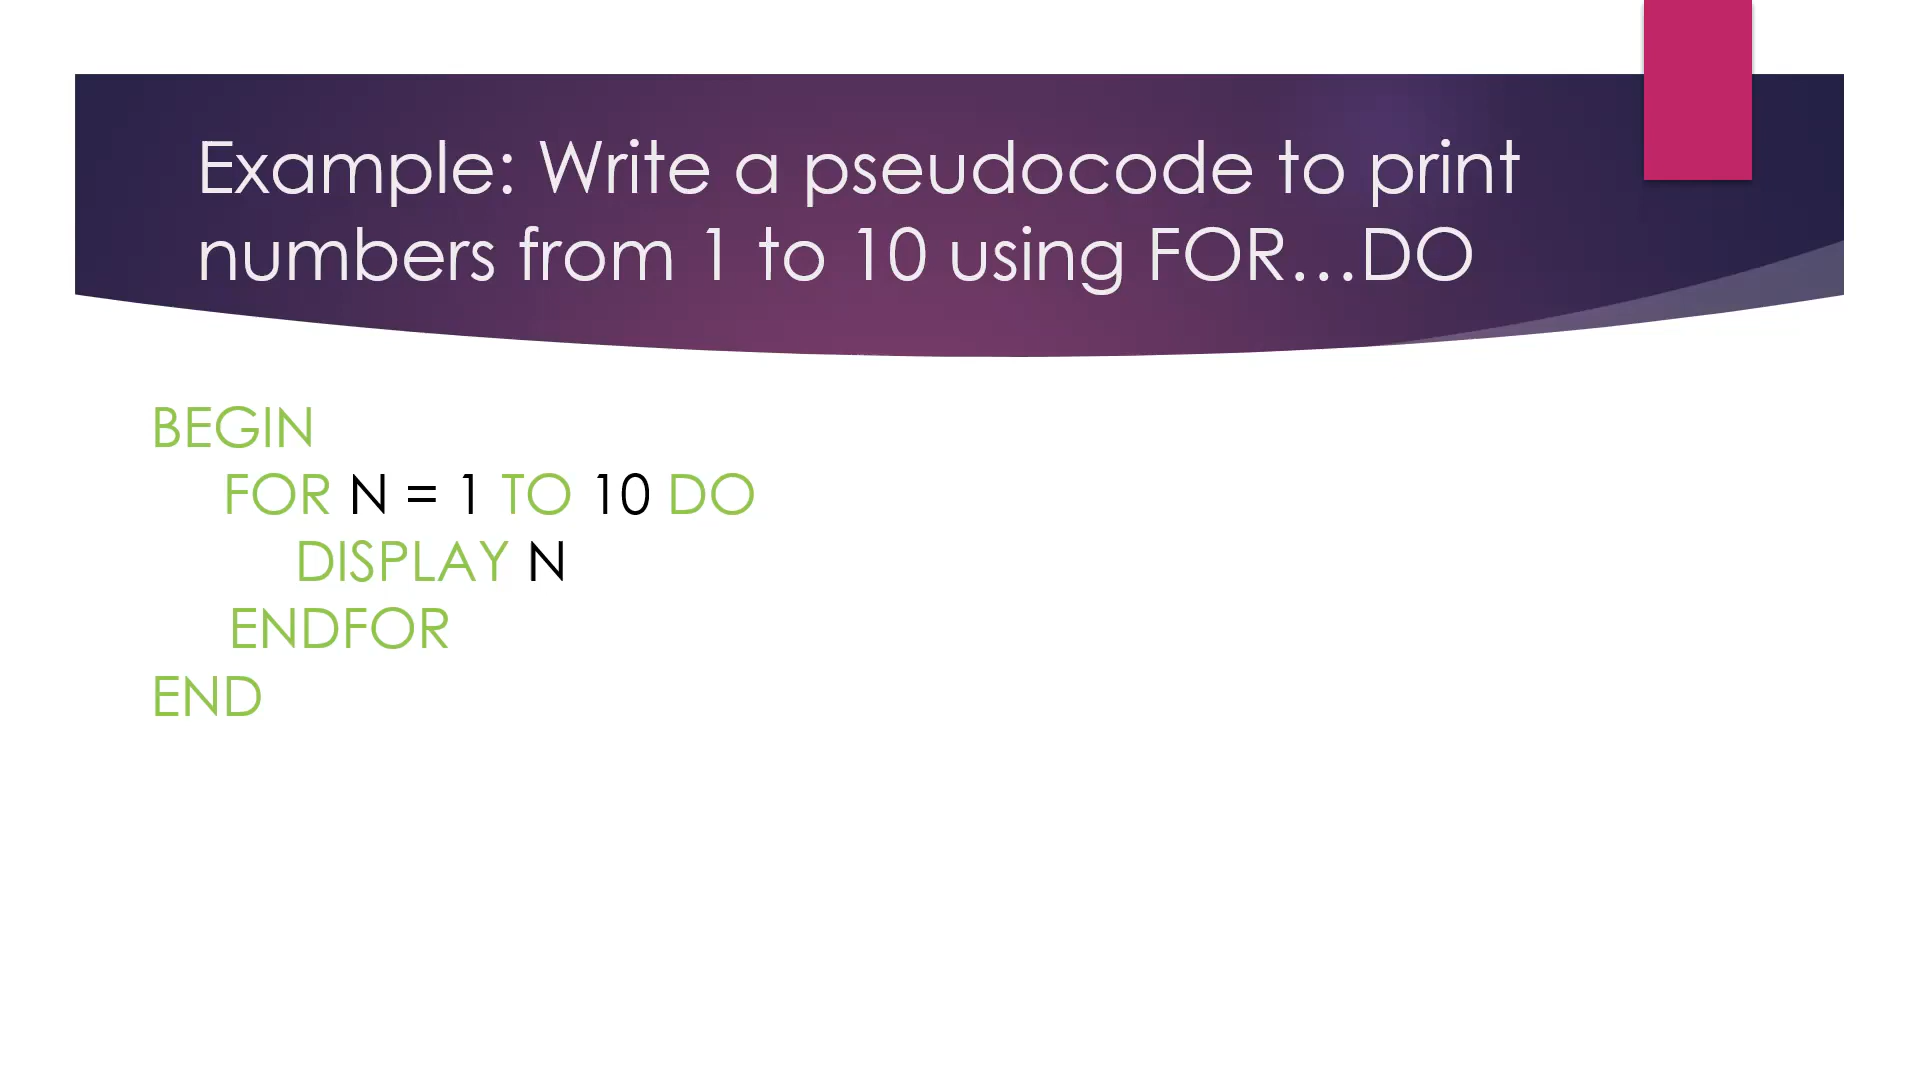 Example: Write a pseudocode to print
numbers from 1 to 10 using FOR…DO
BEGIN
FOR N = 1 TO 10 DO
DISPLAY N
ENDFOR
END